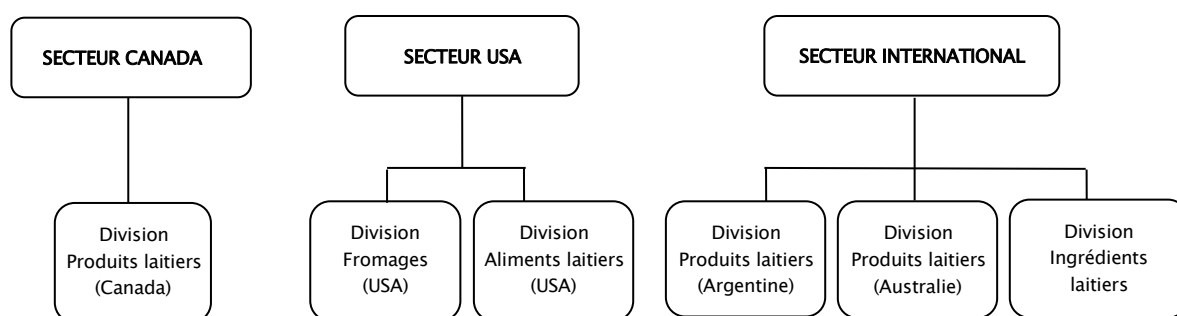 SECTEUR CANADA
SECTEUR USA
SECTEUR INTERNATIONAL
Division
Produits laitiers
(Canada)
Division
Fromages
(USA)
Division
Aliments laitiers
(USA)
Division
Produits laitiers
(Argentine)
Division
Produits laitiers
(Australie)
Division
Ingrédients
laitiers